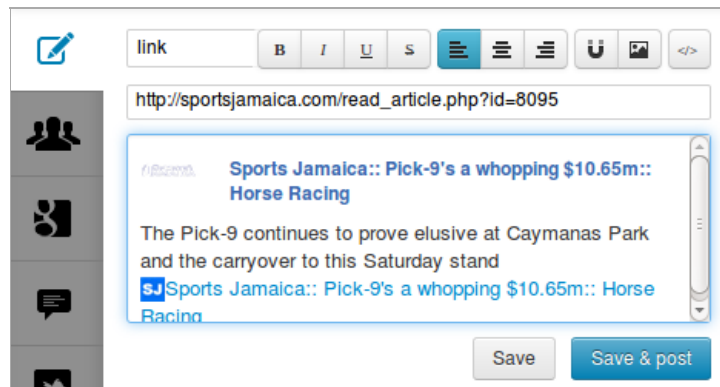 link
B I U S
</>
http://sportsjamaica.com/read_article.php?id=8095
Sports Jamaica:: Pick-9's a whopping $10.65m::
Horse Racing
The Pick-9 continues to prove elusive at Caymanas Park
and the carryover to this Saturday stand
SJ Sports Jamaica:: Pick-9's a whopping $10.65m:: Horse
Racing
Save Save & post